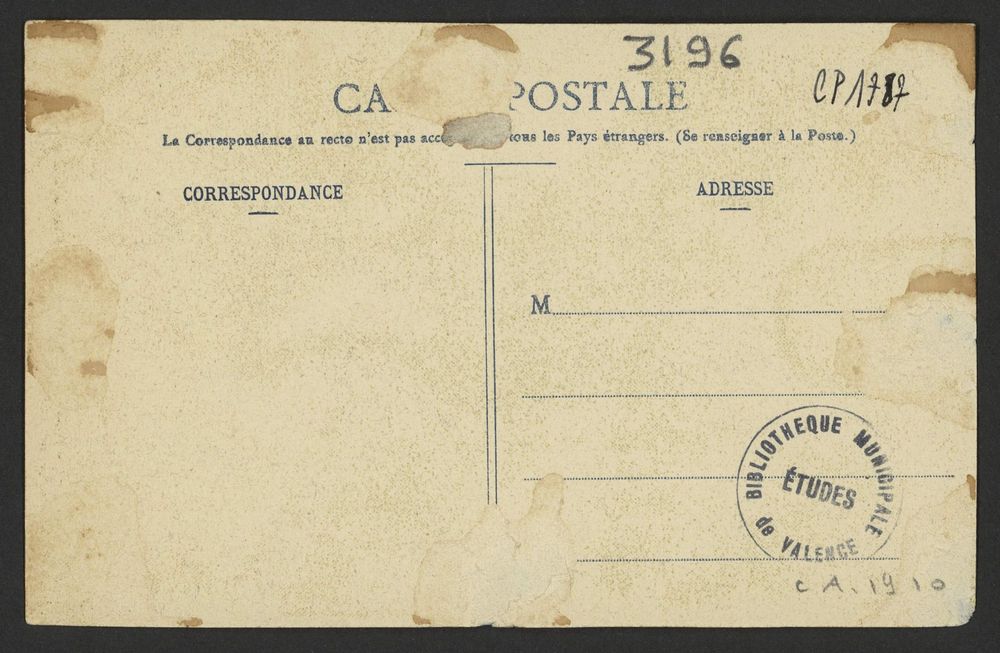 3196
CA POSTALE
CP1787
La Correspondance au recto n'est pas acce tous les Pays étrangers. (Se renseigner à la Poste.)
CORRESPONDANCE
ADRESSE
M
BIBLIOTHEQUE MUNICIPALE
ÉTUDES
de VALENCE
CA. 1910